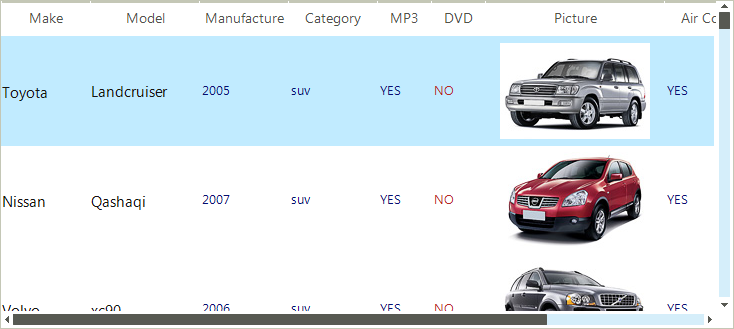 Make Model Manufacture Category MP3 DVD Picture Air Co
Toyota Landcruiser 2005 suv YES NO YES
Nissan Qashaqi 2007 suv YES NO YES
Volvo xc90 2006 suv YES NO YES